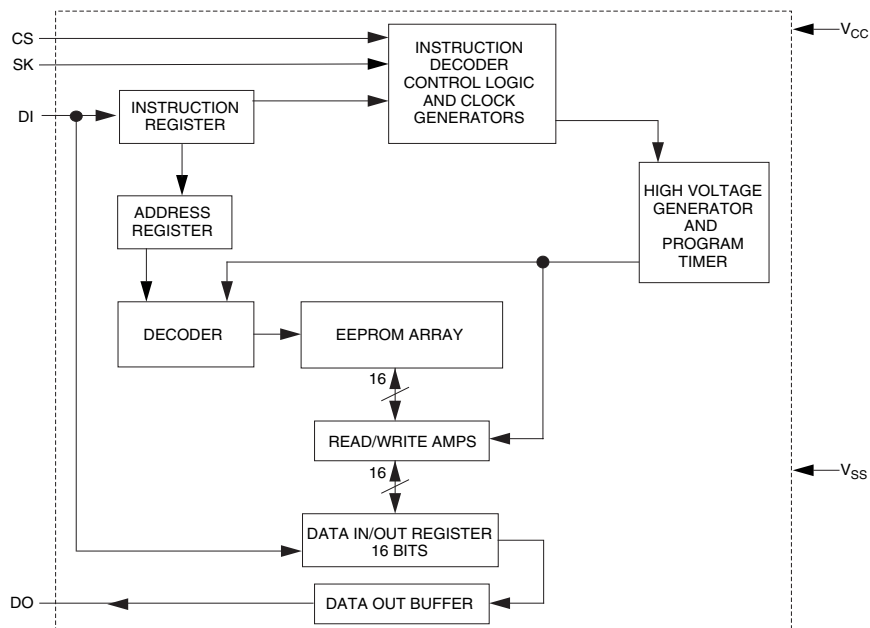 CS
SK
DI
INSTRUCTION
DECODER
CONTROL LOGIC
AND CLOCK
GENERATORS
V_CC
INSTRUCTION
REGISTER
HIGH VOLTAGE
GENERATOR
AND
PROGRAM
TIMER
ADDRESS
REGISTER
DECODER
EEPROM ARRAY
16
READ/WRITE AMPS
16
V_SS
DATA IN/OUT REGISTER
16 BITS
DO
DATA OUT BUFFER